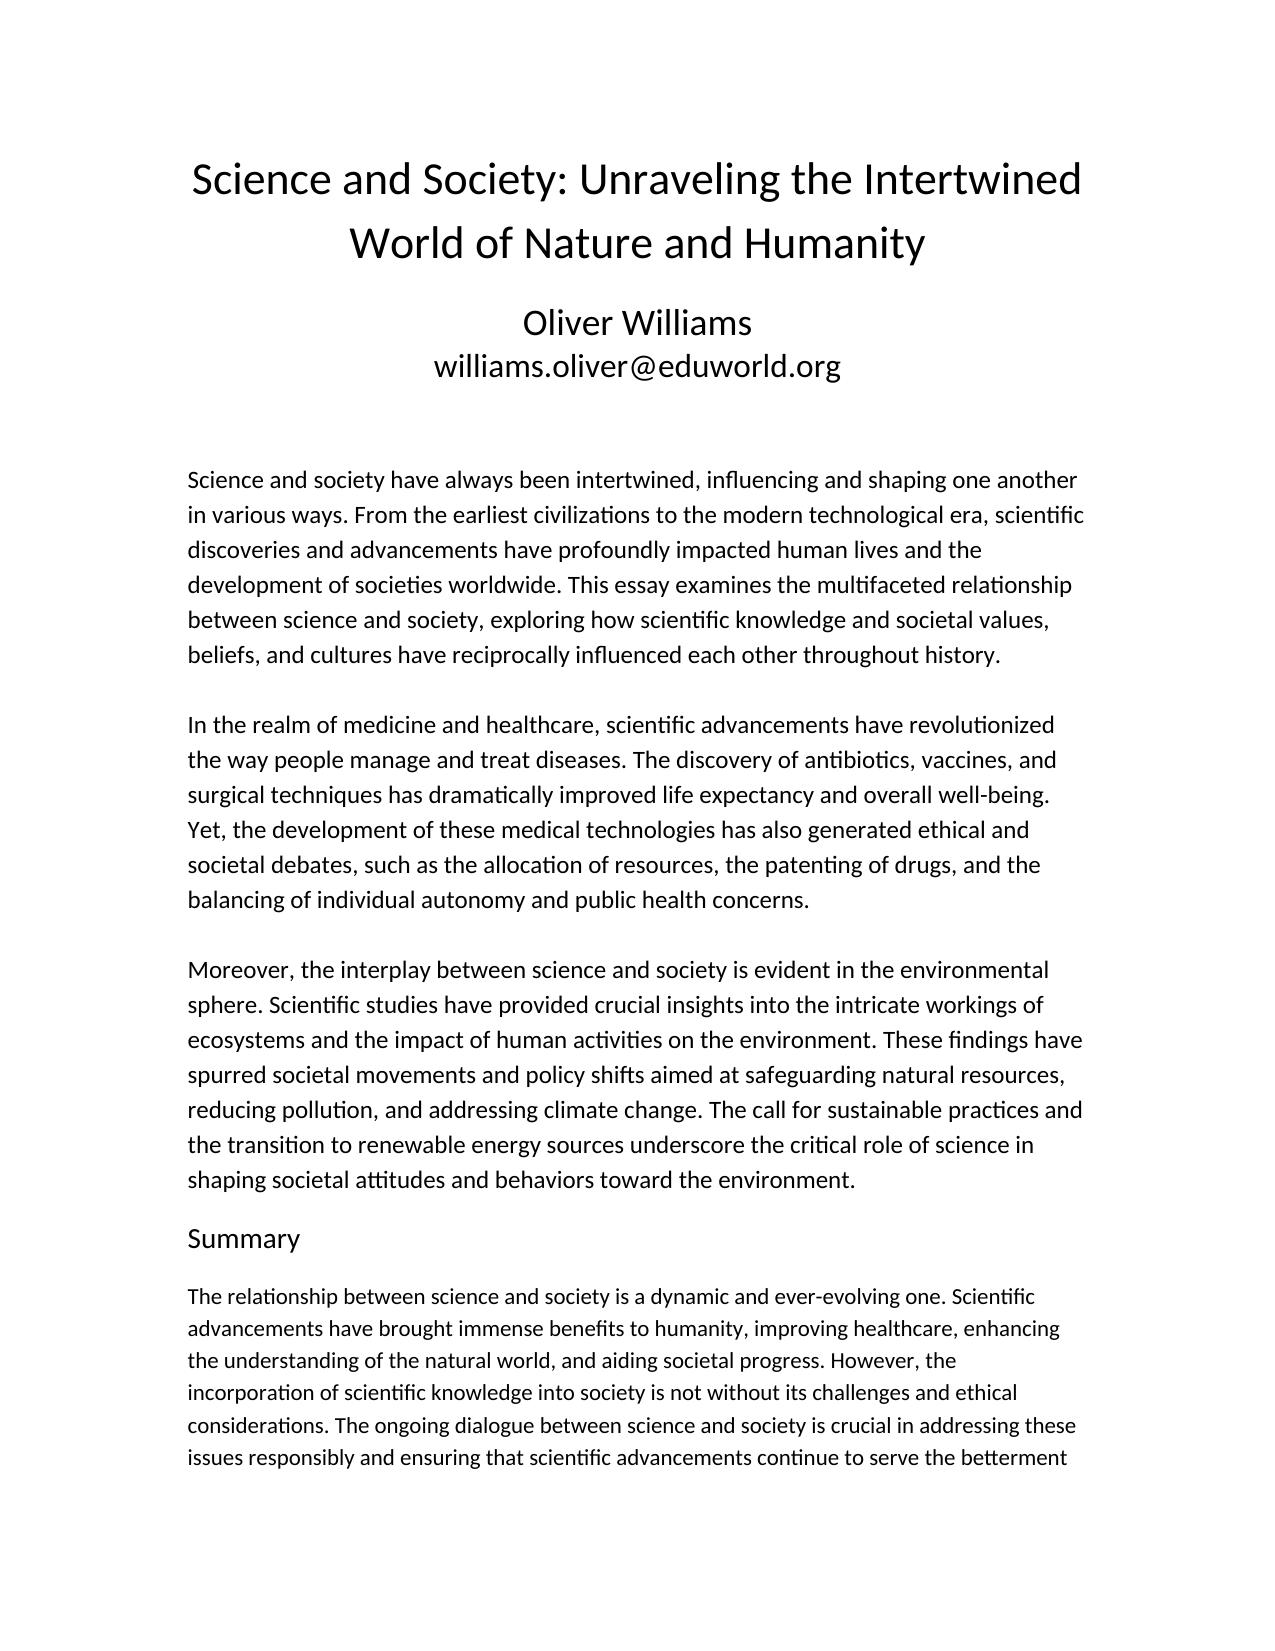 Science and Society: Unraveling the Intertwined
World of Nature and Humanity
Oliver Williams
williams.oliver@eduworld.org
Science and society have always been intertwined, influencing and shaping one another
in various ways. From the earliest civilizations to the modern technological era, scientific
discoveries and advancements have profoundly impacted human lives and the
development of societies worldwide. This essay examines the multifaceted relationship
between science and society, exploring how scientific knowledge and societal values,
beliefs, and cultures have reciprocally influenced each other throughout history.
In the realm of medicine and healthcare, scientific advancements have revolutionized
the way people manage and treat diseases. The discovery of antibiotics, vaccines, and
surgical techniques has dramatically improved life expectancy and overall well-being.
Yet, the development of these medical technologies has also generated ethical and
societal debates, such as the allocation of resources, the patenting of drugs, and the
balancing of individual autonomy and public health concerns.
Moreover, the interplay between science and society is evident in the environmental
sphere. Scientific studies have provided crucial insights into the intricate workings of
ecosystems and the impact of human activities on the environment. These findings have
spurred societal movements and policy shifts aimed at safeguarding natural resources,
reducing pollution, and addressing climate change. The call for sustainable practices and
the transition to renewable energy sources underscore the critical role of science in
shaping societal attitudes and behaviors toward the environment.
Summary
The relationship between science and society is a dynamic and ever-evolving one. Scientific
advancements have brought immense benefits to humanity, improving healthcare, enhancing
the understanding of the natural world, and aiding societal progress. However, the
incorporation of scientific knowledge into society is not without its challenges and ethical
considerations. The ongoing dialogue between science and society is crucial in addressing these
issues responsibly and ensuring that scientific advancements continue to serve the betterment